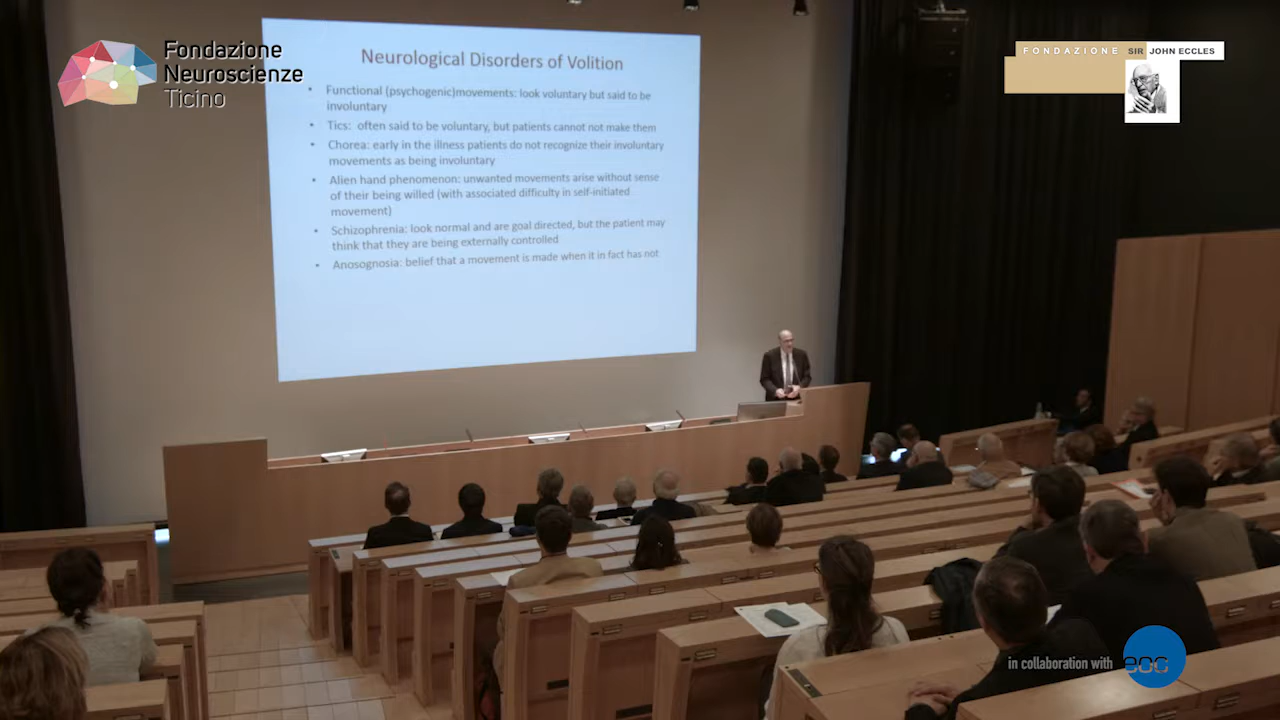 Fondazione
Neuroscienze
Ticino
FONDAZIONE SIR JOHN ECCLES
Neurological Disorders of Volition
• Functional (psychogenic)movements: look voluntary but said to be
involuntary
• Tics: often said to be voluntary, but patients cannot not make them
• Chorea: early in the illness patients do not recognize their involuntary
movements as being involuntary
• Alien hand phenomenon: unwanted movements arise without sense
of their being willed (with associated difficulty in self-initiated
movement)
• Schizophrenia: look normal and are goal directed, but the patient may
think that they are being externally controlled
• Anosognosia: belief that a movement is made when it in fact has not
in collaboration with eoc